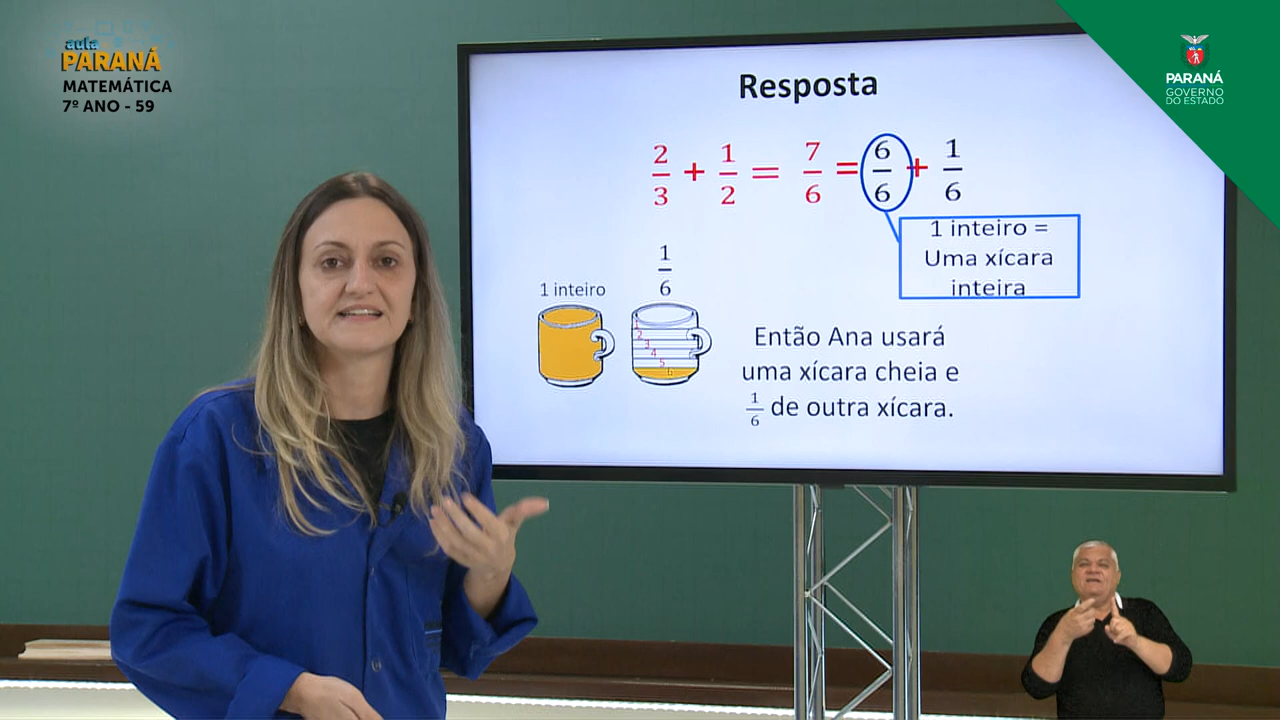 aula
PARANÁ
MATEMÁTICA
7º ANO - 59
PARANÁ
GOVERNO
DO ESTADO
Resposta
2/3 + 1/2 = 7/6 = 6/6 + 1/6
1 inteiro =
Uma xícara
inteira
1/6
1 inteiro
1
2
3
4
5
6
Então Ana usará
uma xícara cheia e
1/6 de outra xícara.